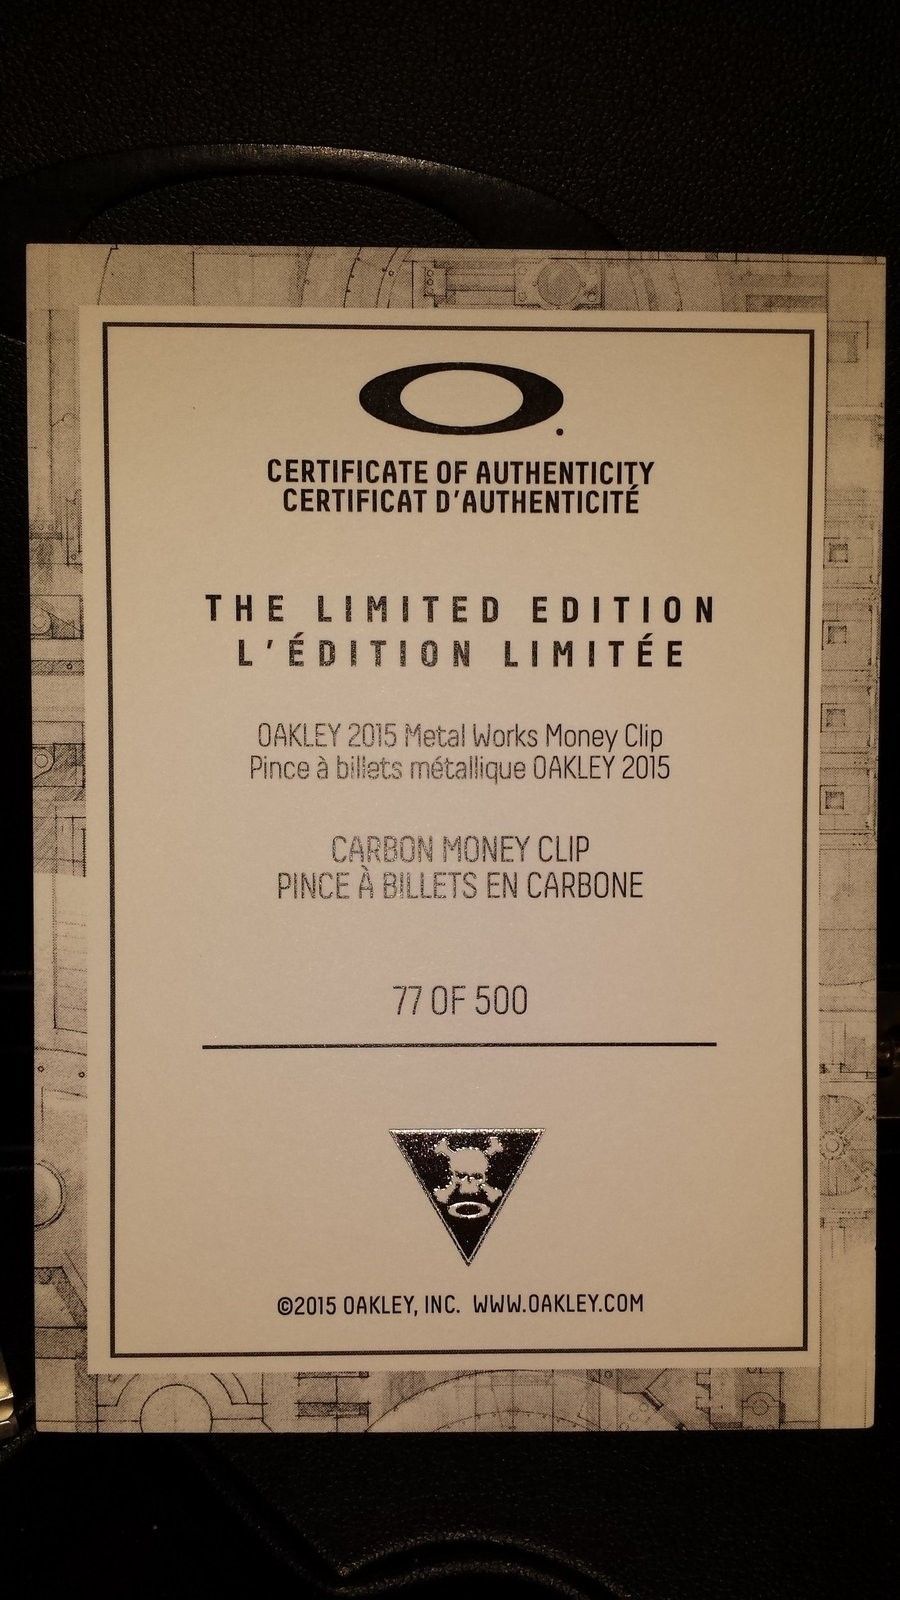 CERTIFICATE OF AUTHENTICITY
CERTIFICAT D'AUTHENTICITÉ
THE LIMITED EDITION
L'ÉDITION LIMITÉE
OAKLEY 2015 Metal Works Money Clip
Pince à billets métallique OAKLEY 2015
CARBON MONEY CLIP
PINCE À BILLETS EN CARBONE
77 OF 500
©2015 OAKLEY, INC. WWW.OAKLEY.COM